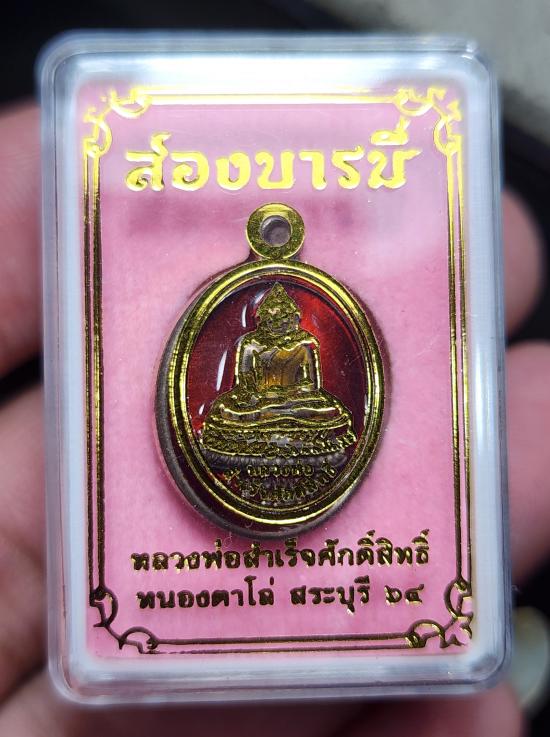 ส่องบารมี
หลวงพ่อสำเร็จศักดิ์สิทธิ์
หนองตาโล่ สระบุรี ๖๔